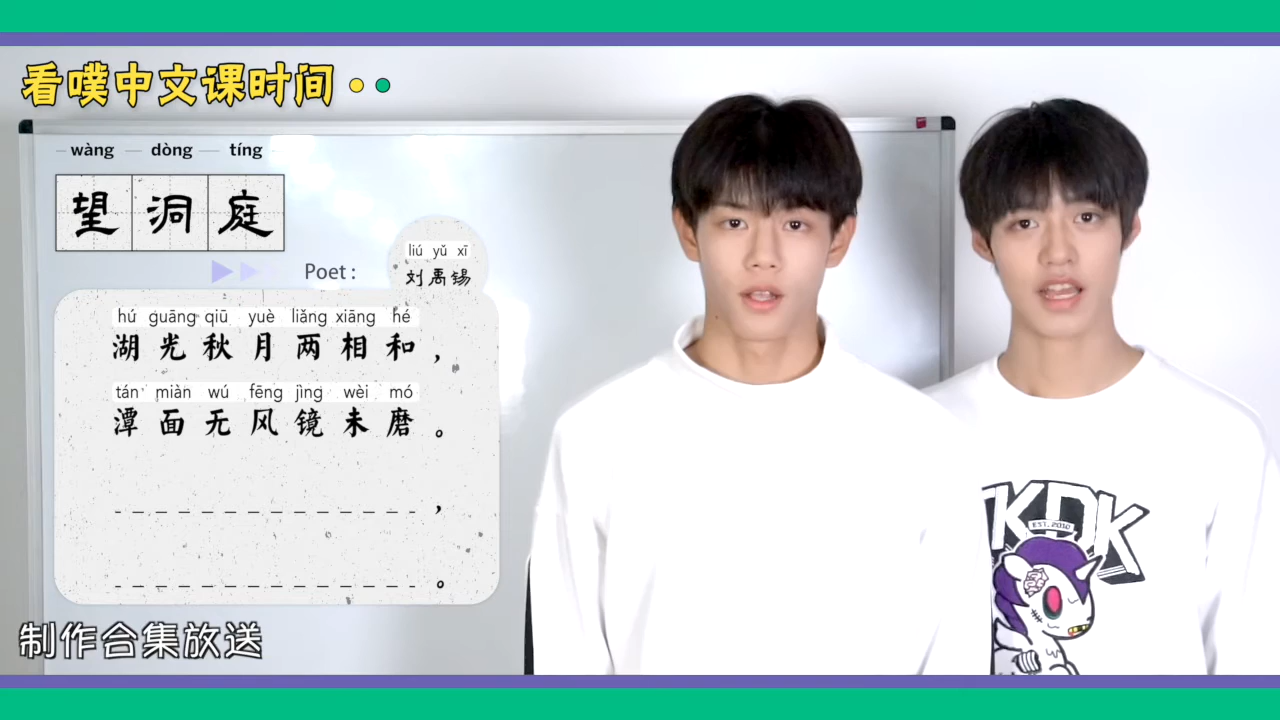 看噗中文课时间
wàng dòng tíng
望洞庭
Poet :
liú yǔ xī
刘禹锡
hú guāng qiū yuè liǎng xiāng hé
湖光秋月两相和，
tán miàn wú fēng jìng wèi mó
潭面无风镜未磨。
，
。
制作合集放送
KDK
EST. 2010